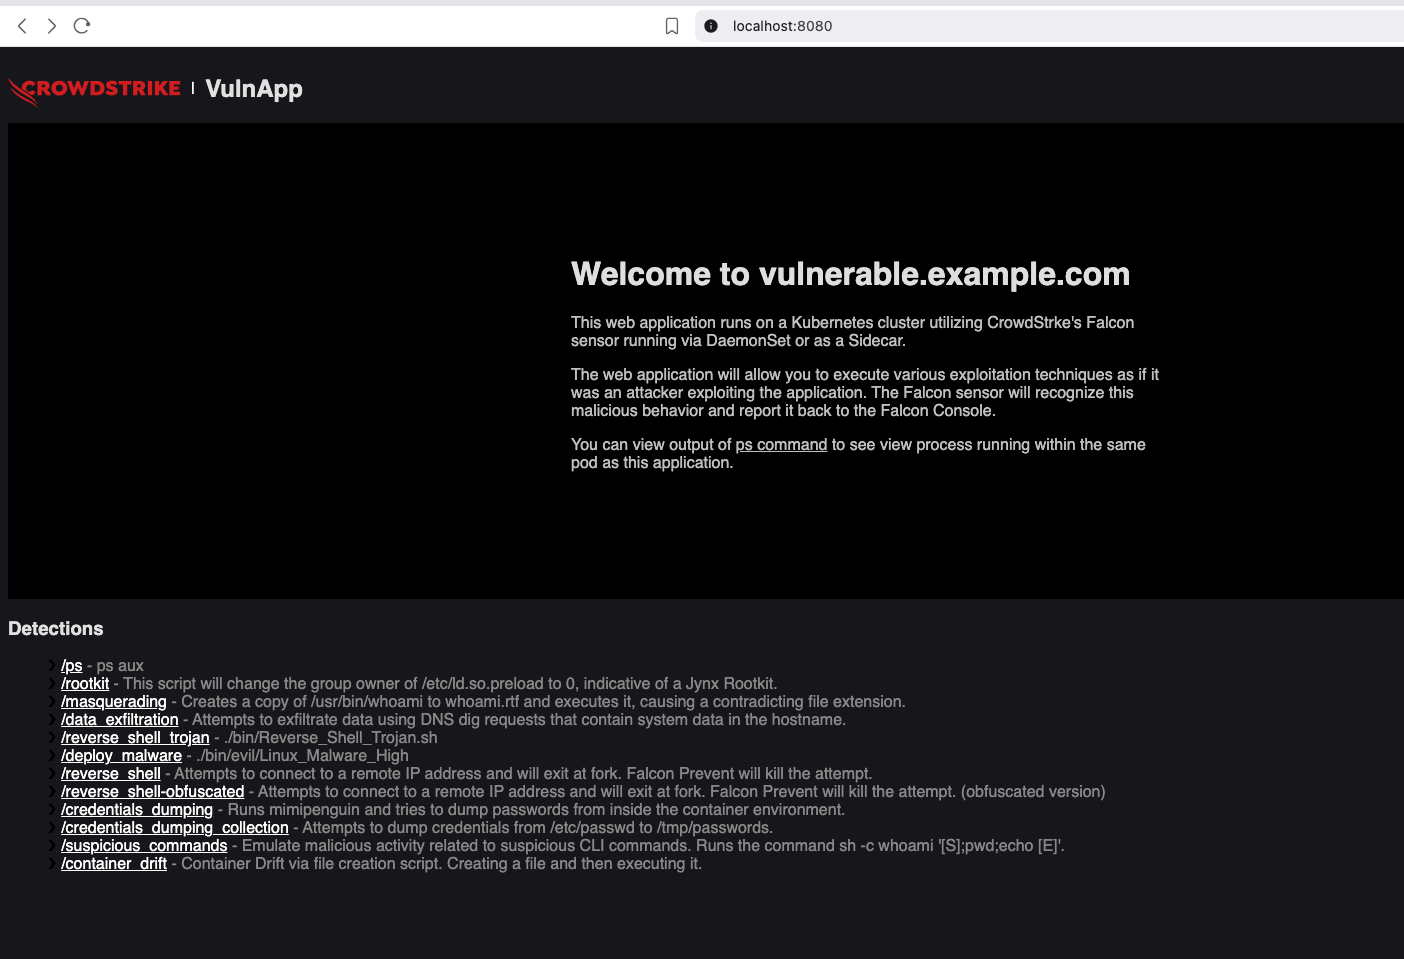 localhost:8080
CROWDSTRIKE | VulnApp
Welcome to vulnerable.example.com
This web application runs on a Kubernetes cluster utilizing CrowdStrke's Falcon
sensor running via DaemonSet or as a Sidecar.
The web application will allow you to execute various exploitation techniques as if it
was an attacker exploiting the application. The Falcon sensor will recognize this
malicious behavior and report it back to the Falcon Console.
You can view output of ps command to see view process running within the same
pod as this application.
Detections
/ps - ps aux
/rootkit - This script will change the group owner of /etc/ld.so.preload to 0, indicative of a Jynx Rootkit.
/masquerading - Creates a copy of /usr/bin/whoami to whoami.rtf and executes it, causing a contradicting file extension.
/data_exfiltration - Attempts to exfiltrate data using DNS dig requests that contain system data in the hostname.
/reverse_shell_trojan - ./bin/Reverse_Shell_Trojan.sh
/deploy_malware - ./bin/evil/Linux_Malware_High
/reverse_shell - Attempts to connect to a remote IP address and will exit at fork. Falcon Prevent will kill the attempt.
/reverse_shell-obfuscated - Attempts to connect to a remote IP address and will exit at fork. Falcon Prevent will kill the attempt. (obfuscated version)
/credentials_dumping - Runs mimipenguin and tries to dump passwords from inside the container environment.
/credentials_dumping_collection - Attempts to dump credentials from /etc/passwd to /tmp/passwords.
/suspicious_commands - Emulate malicious activity related to suspicious CLI commands. Runs the command sh -c whoami '[S];pwd;echo [E]'.
/container_drift - Container Drift via file creation script. Creating a file and then executing it.